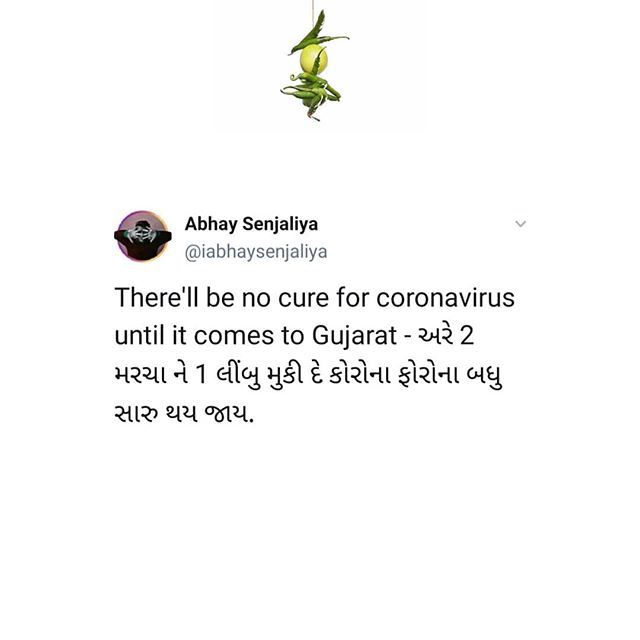 Abhay Senjaliya
@iabhaysenjaliya
There'll be no cure for coronavirus
until it comes to Gujarat - અરે 2
મરચા ને 1 લીંબુ મુકી દે કોરોના ફોરોના બધુ
સારુ થય જાય.